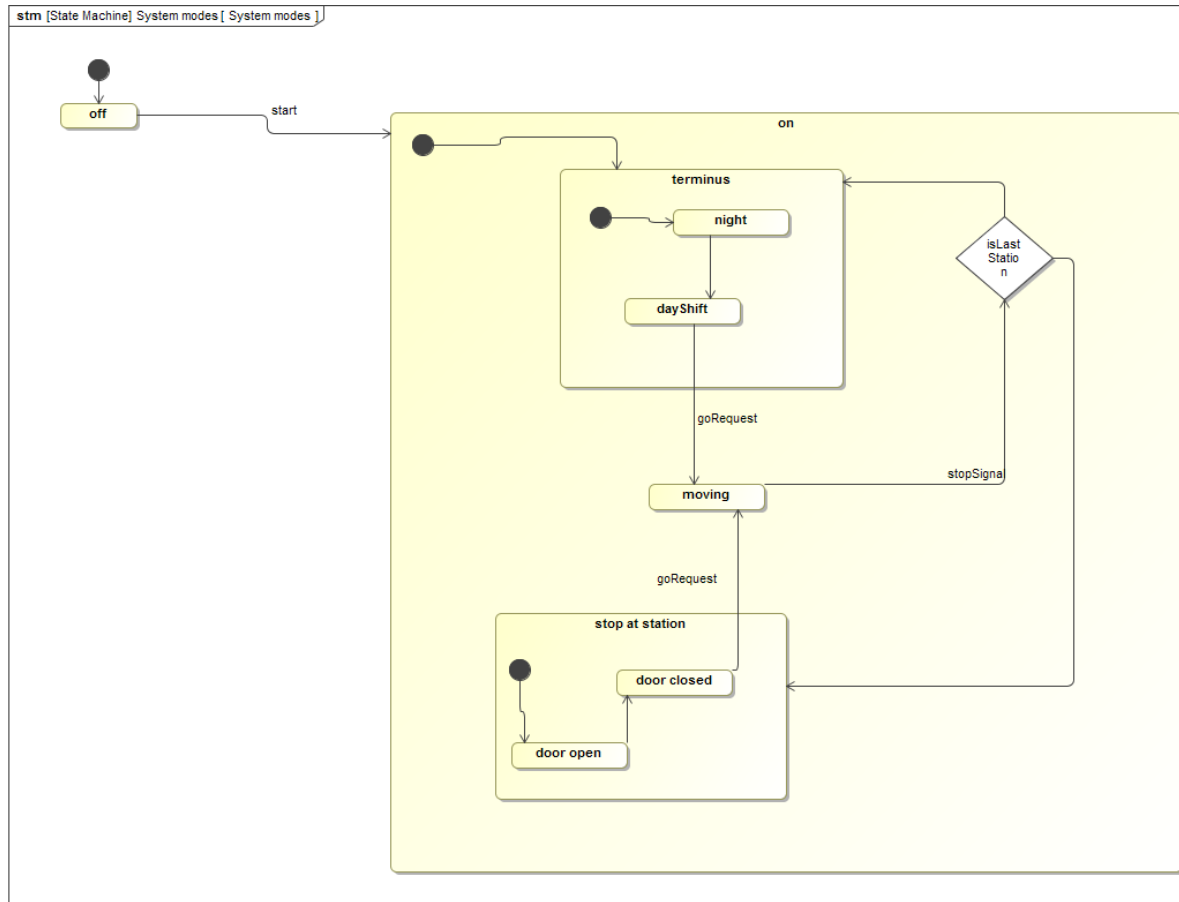 stm [State Machine] System modes [ System modes ]
off
start
on
terminus
night
isLast
Statio
n
dayShift
goRequest
stopSignal
moving
goRequest
stop at station
door closed
door open